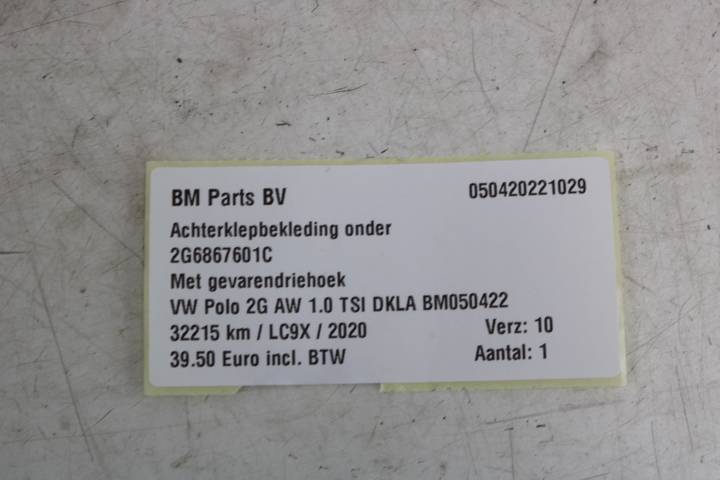 BM Parts BV 050420221029
Achterklepbekleding onder
2G6867601C
Met gevarendriehoek
VW Polo 2G AW 1.0 TSI DKLA BM050422
32215 km / LC9X / 2020 Verz: 10
39.50 Euro incl. BTW Aantal: 1